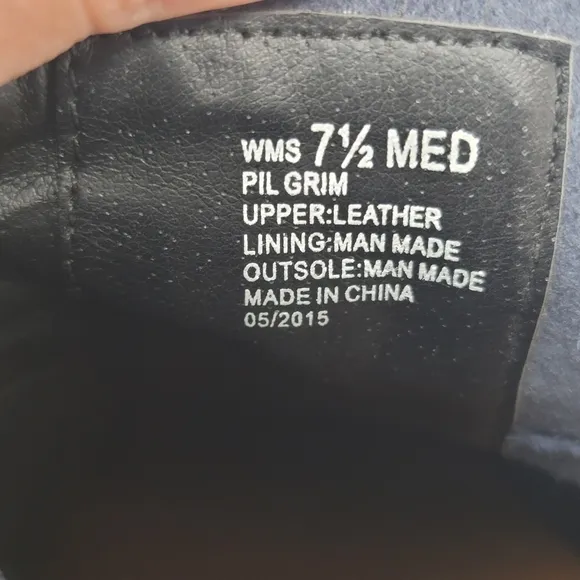 WMS 7½ MED
PIL GRIM
UPPER:LEATHER
LINING:MAN MADE
OUTSOLE:MAN MADE
MADE IN CHINA
05/2015